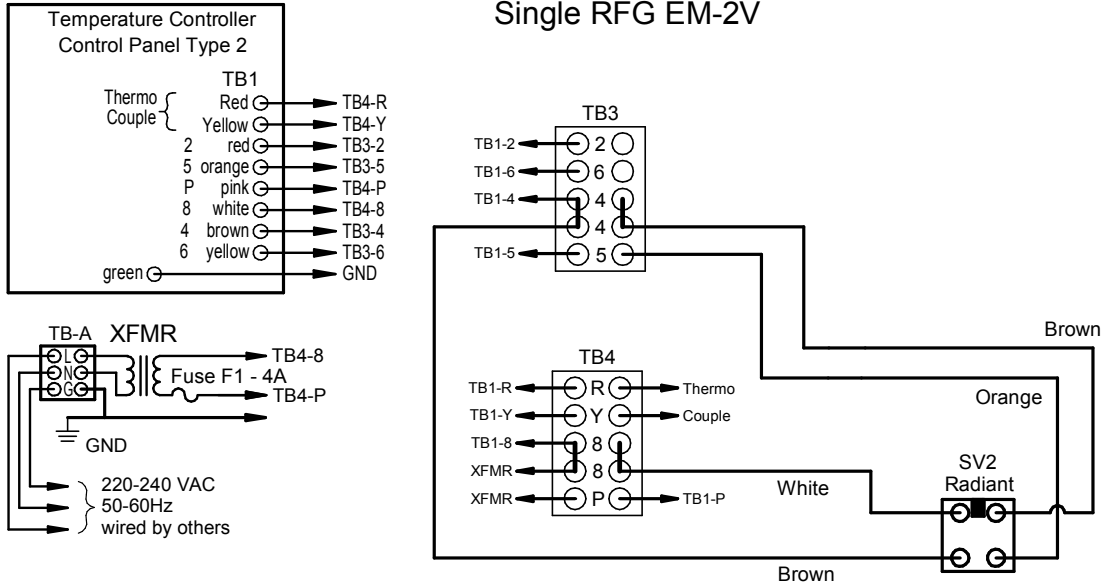 Single RFG EM-2V
Temperature Controller
Control Panel Type 2
TB1
Thermo
Couple
Red TB4-R
Yellow TB4-Y
2 red TB3-2
5 orange TB3-5
P pink TB4-P
8 white TB4-8
4 brown TB3-4
6 yellow TB3-6
green GND
TB-A XFMR
L
N
G
TB4-8
Fuse F1 - 4A
TB4-P
GND
220-240 VAC
50-60Hz
wired by others
TB3
TB1-2 2
TB1-6 6
TB1-4 4
4
TB1-5 5
TB4
TB1-R R Thermo
TB1-Y Y Couple
TB1-8 8
XFMR 8
XFMR P TB1-P
White
Brown
Orange
SV2
Radiant
Brown